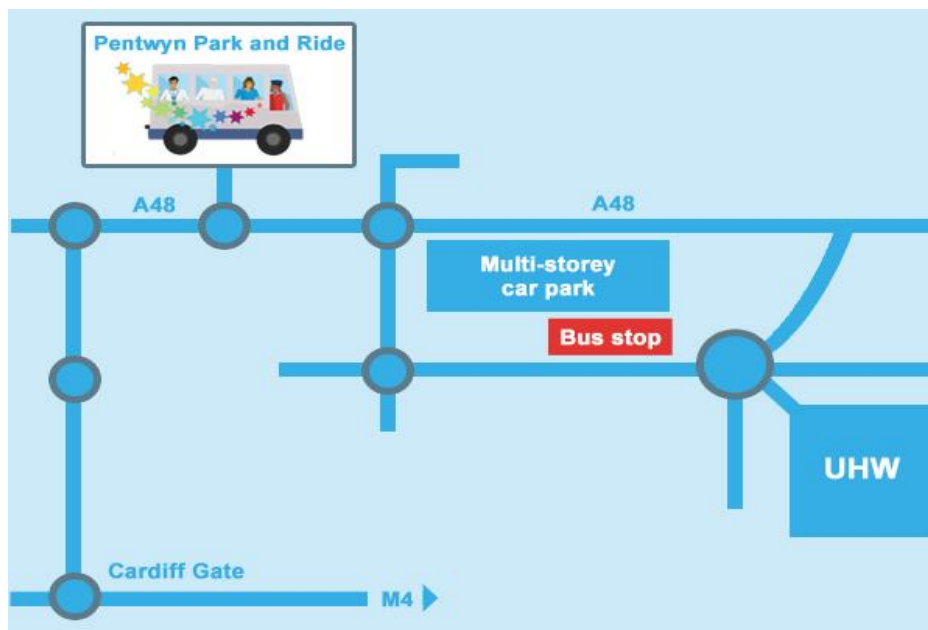 Pentwyn Park and Ride
A48
A48
Multi-storey
car park
Bus stop
UHW
Cardiff Gate
M4